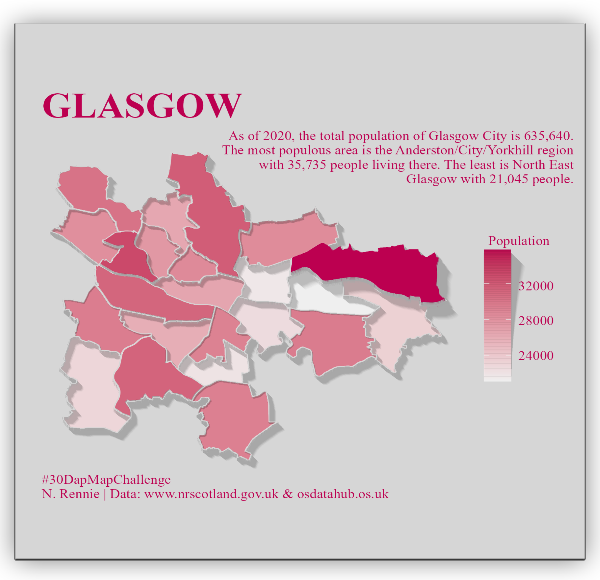 GLASGOW
As of 2020, the total population of Glasgow City is 635,640.
The most populous area is the Anderston/City/Yorkhill region
with 35,735 people living there. The least is North East
Glasgow with 21,045 people.
Population
32000
28000
24000
#30DapMapChallenge
N. Rennie | Data: www.nrscotland.gov.uk & osdatahub.os.uk